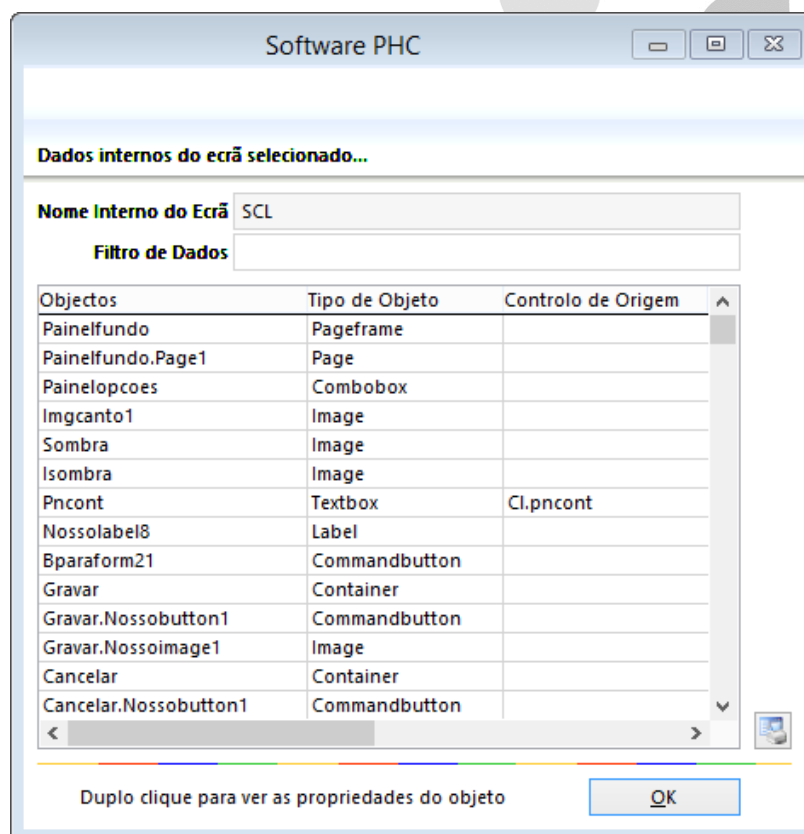 Software PHC
Dados internos do ecrã selecionado...
Nome Interno do Ecrã SCL
Filtro de Dados
Objectos Tipo de Objeto Controlo de Origem
Painelfundo Pageframe
Painelfundo.Page1 Page
Painelopcoes Combobox
Imgcanto1 Image
Sombra Image
Isombra Image
Pncont Textbox Cl.pncont
Nossolabel8 Label
Bparaform21 Commandbutton
Gravar Container
Gravar.Nossobutton1 Commandbutton
Gravar.Nossoimage1 Image
Cancelar Container
Cancelar.Nossobutton1 Commandbutton
Duplo clique para ver as propriedades do objeto OK